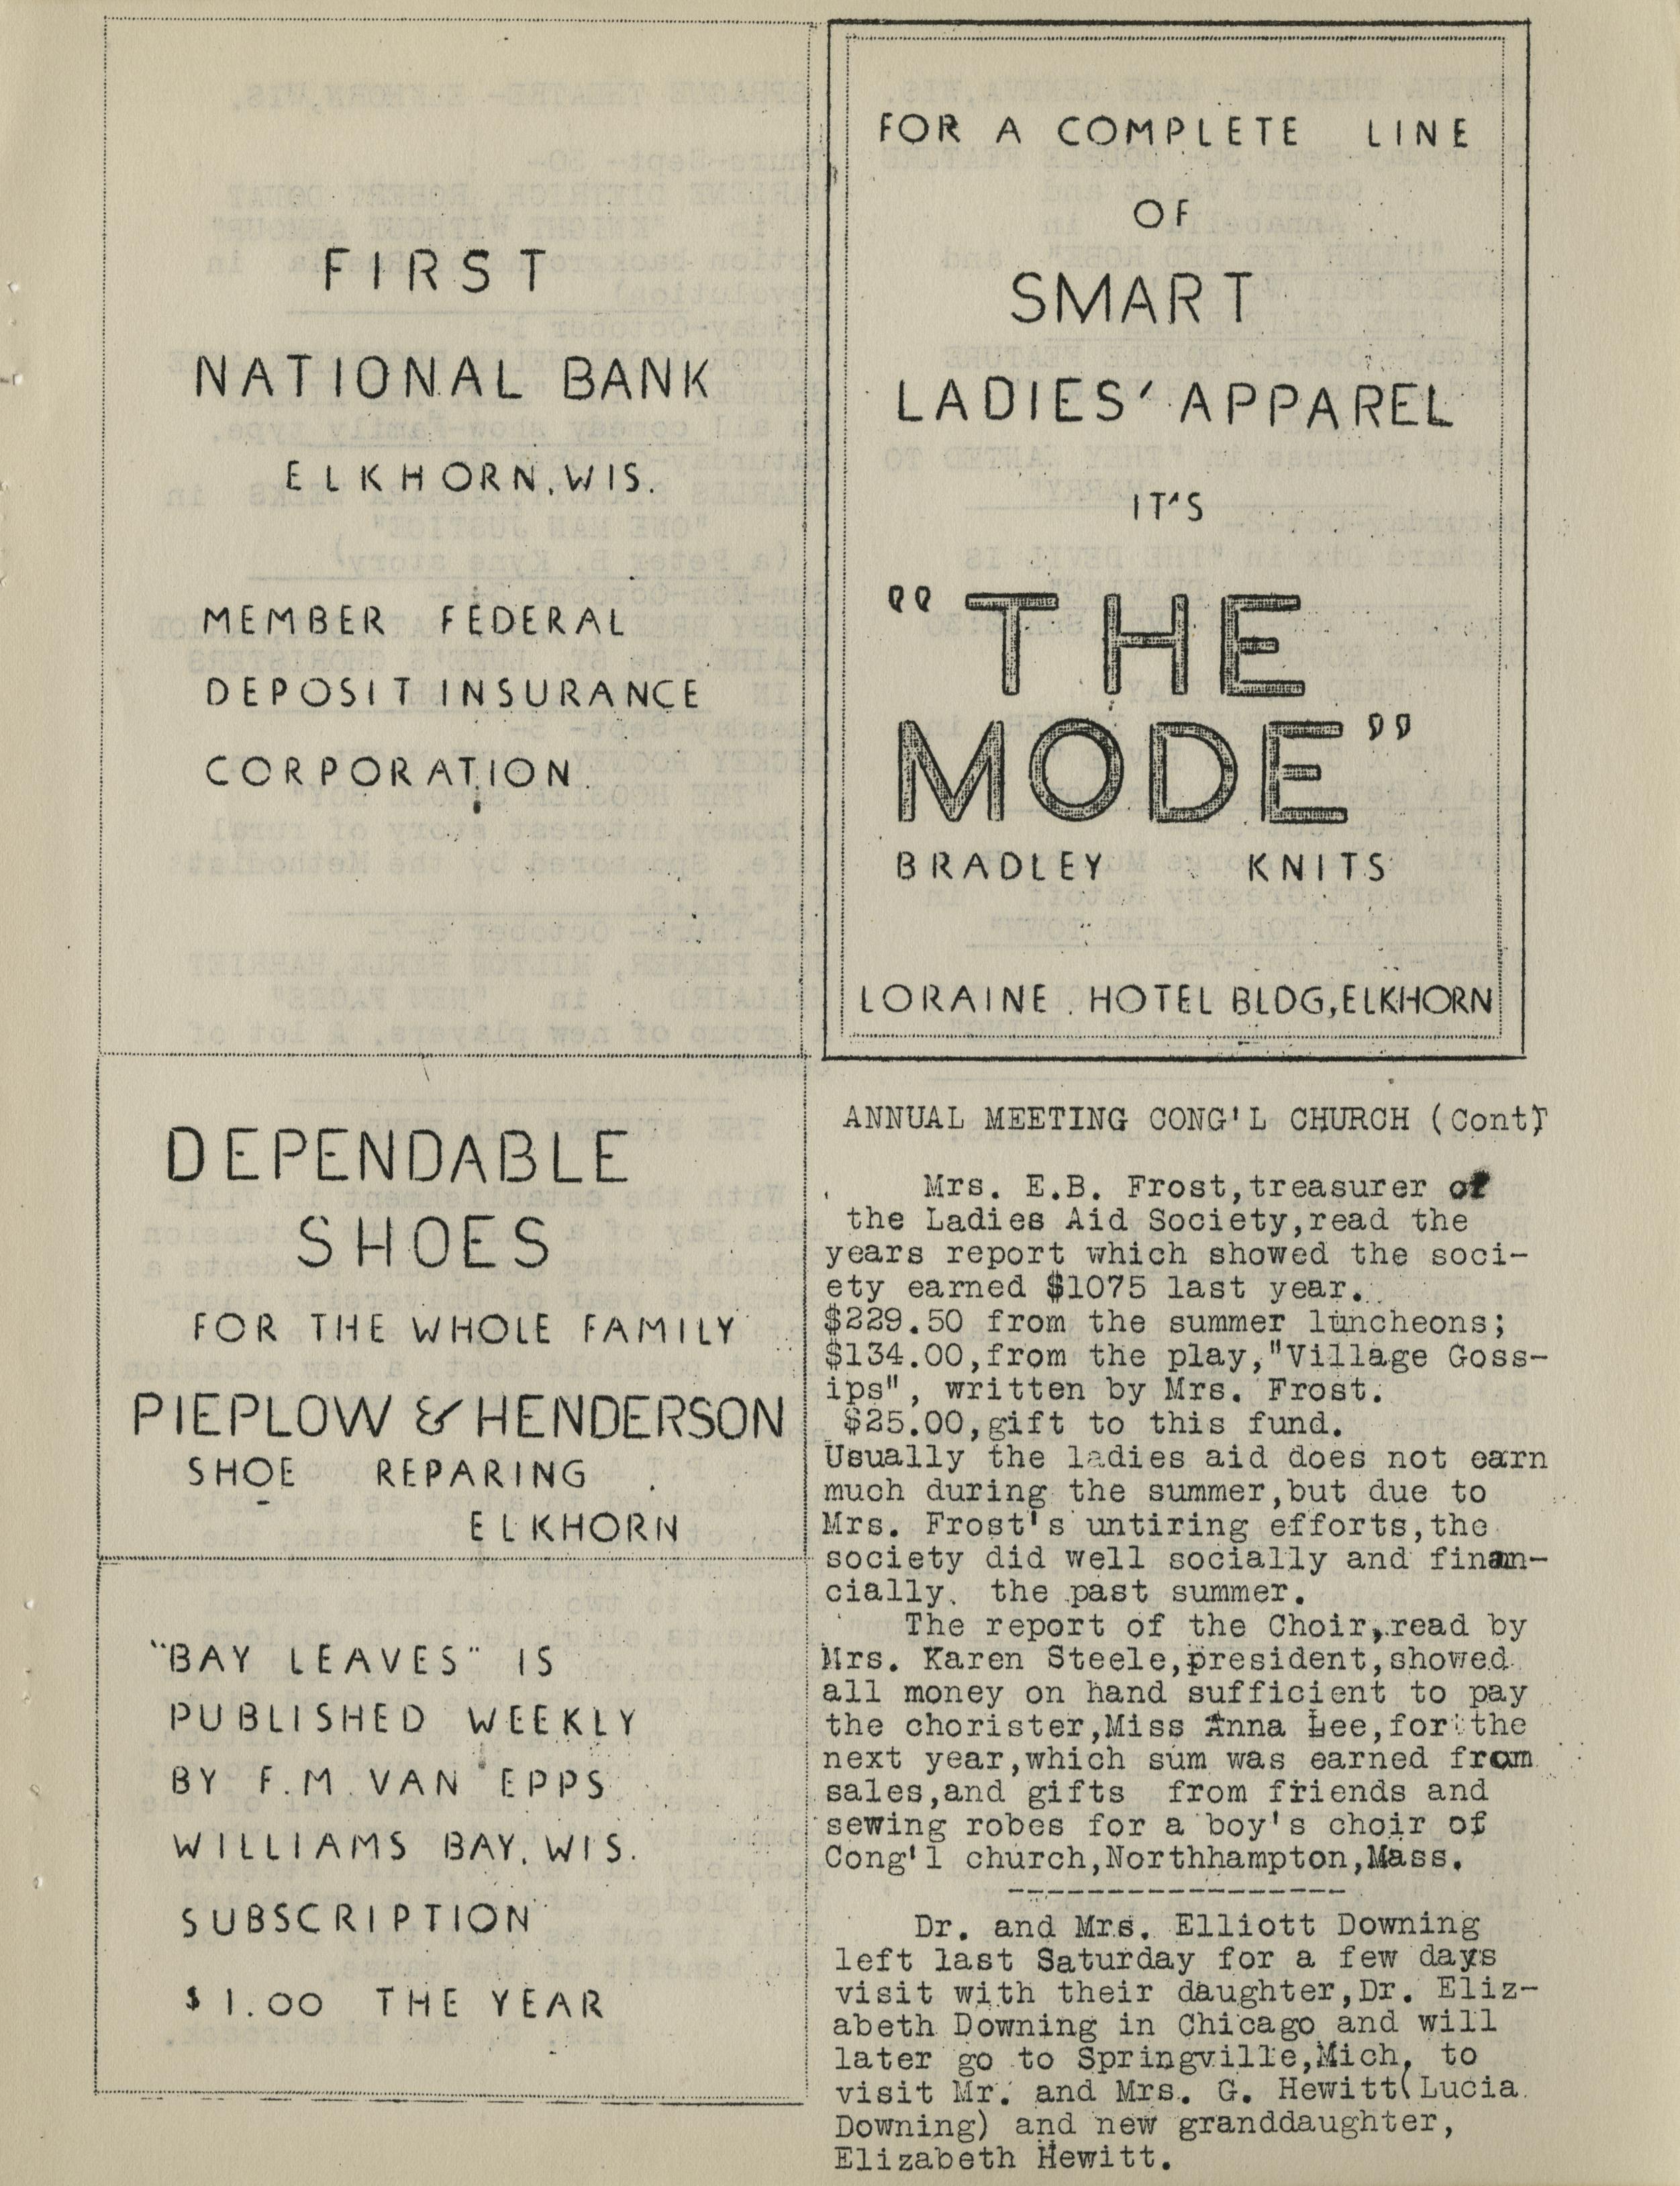 FIRST
NATIONAL BANK
ELKHORN, WIS.
MEMBER FEDERAL
DEPOSIT INSURANCE
CORPORATION.
FOR A COMPLETE LINE
OF
SMART
LADIES' APPAREL
IT'S
"THE
MODE"
BRADLEY KNITS
LORAINE HOTEL BLDG, ELKHORN
DEPENDABLE
SHOES
FOR THE WHOLE FAMILY
PIEPLOW & HENDERSON
SHOE REPARING
ELKHORN
"BAY LEAVES" IS
PUBLISHED WEEKLY
BY F.M. VAN EPPS
WILLIAMS BAY, WIS.
SUBSCRIPTION
$1.00 THE YEAR
ANNUAL MEETING CONG'L CHURCH (Cont)
Mrs. E.B. Frost,treasurer of
the Ladies Aid Society,read the
years report which showed the soci-
ety earned $1075 last year.
$229.50 from the summer luncheons;
$134.00,from the play,"Village Goss-
ips", written by Mrs. Frost.
$25.00,gift to this fund.
Usually the ladies aid does not earn
much during the summer,but due to
Mrs. Frost's untiring efforts,the
society did well socially and finan-
cially. the past summer.
The report of the Choir,read by
Mrs. Karen Steele,president,showed
all money on hand sufficient to pay
the chorister,Miss Anna Lee,for the
next year,which sum was earned from
sales,and gifts from friends and
sewing robes for a boy's choir of
Cong'l church,Northhampton,Mass.
-----------------
Dr. and Mrs. Elliott Downing
left last Saturday for a few days
visit with their daughter,Dr. Eliz-
abeth Downing in Chicago and will
later go to Springville,Mich, to
visit Mr. and Mrs. G. Hewitt(Lucia
Downing) and new granddaughter,
Elizabeth Hewitt.